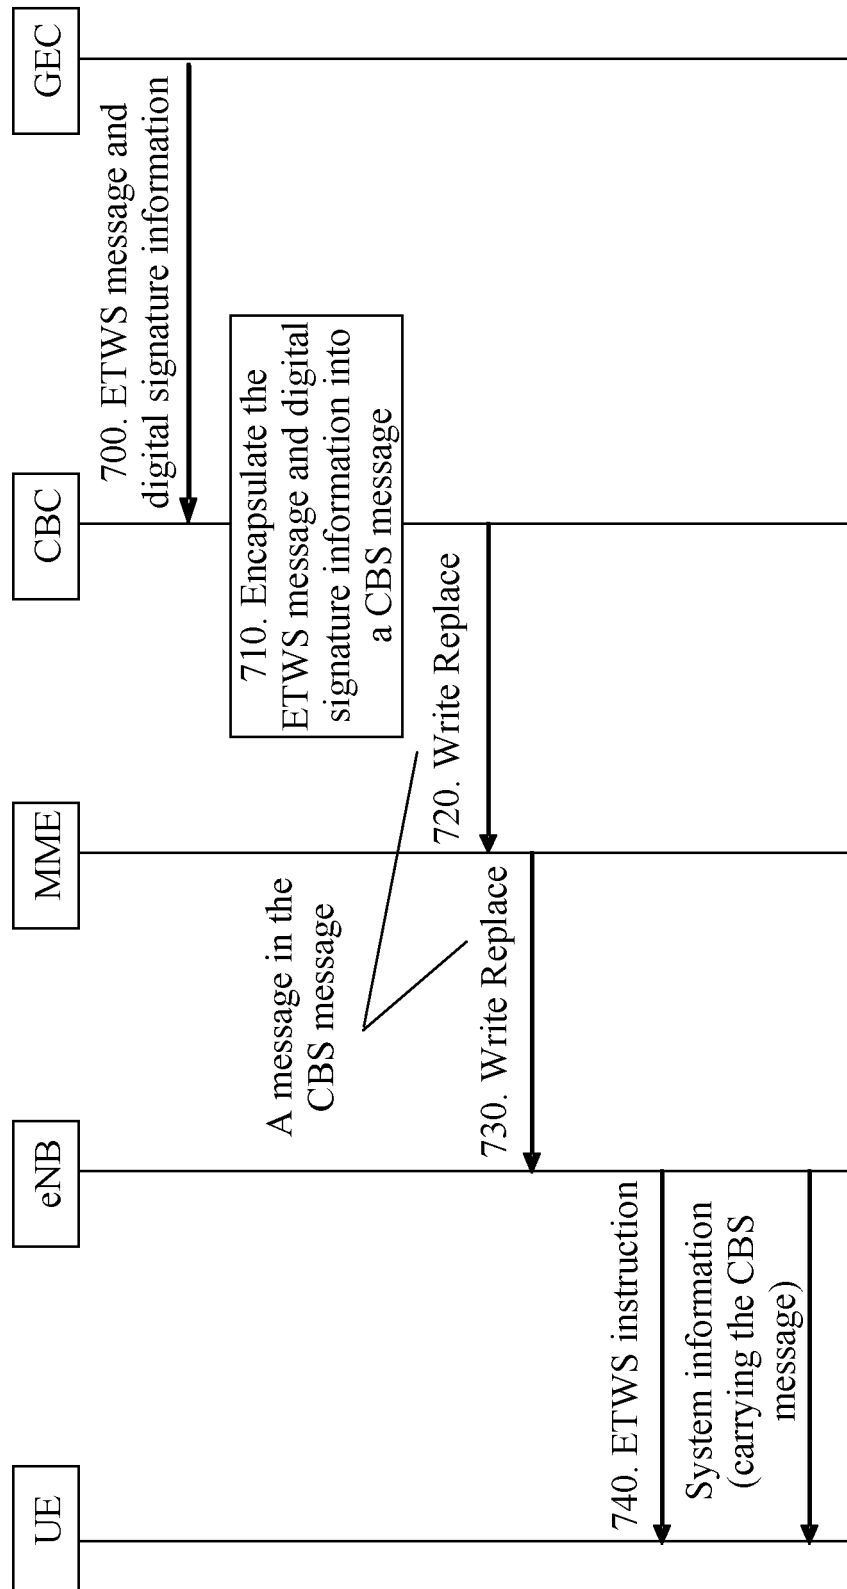 UE
eNB
MME
CBC
GEC
700. ETWS message and
digital signature information
710. Encapsulate the
ETWS message and digital
signature information into
a CBS message
A message in the
CBS message
720. Write Replace
730. Write Replace
740. ETWS instruction
System information
(carrying the CBS
message)